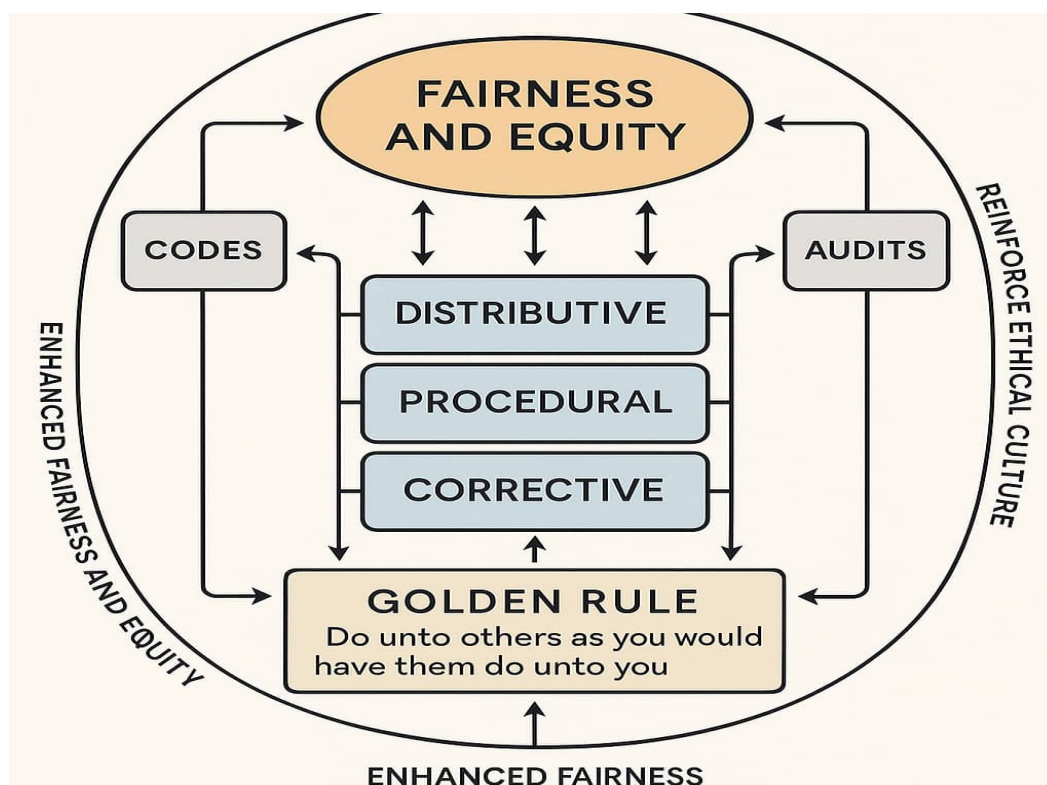 FAIRNESS
AND EQUITY
CODES
AUDITS
DISTRIBUTIVE
PROCEDURAL
CORRECTIVE
GOLDEN RULE
Do unto others as you would
have them do unto you
ENHANCED FAIRNESS AND EQUITY
REINFORCE ETHICAL CULTURE
ENHANCED FAIRNESS